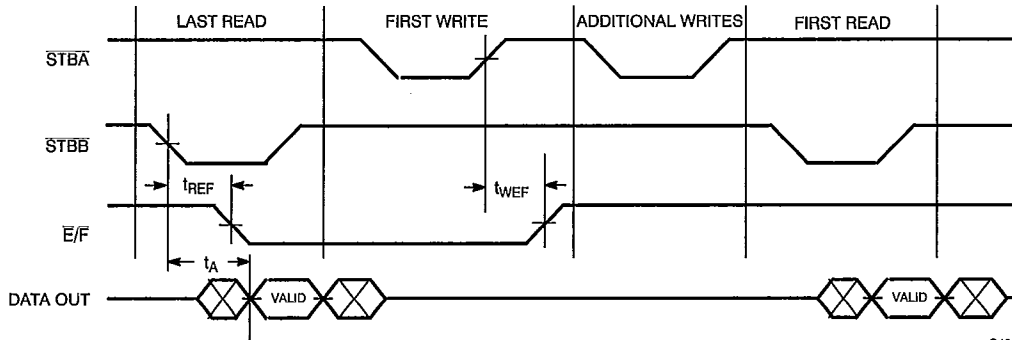 LAST READ FIRST WRITE ADDITIONAL WRITES FIRST READ
STBA
STBB
tREF tWEF
E/F
tA
DATA OUT VALID VALID